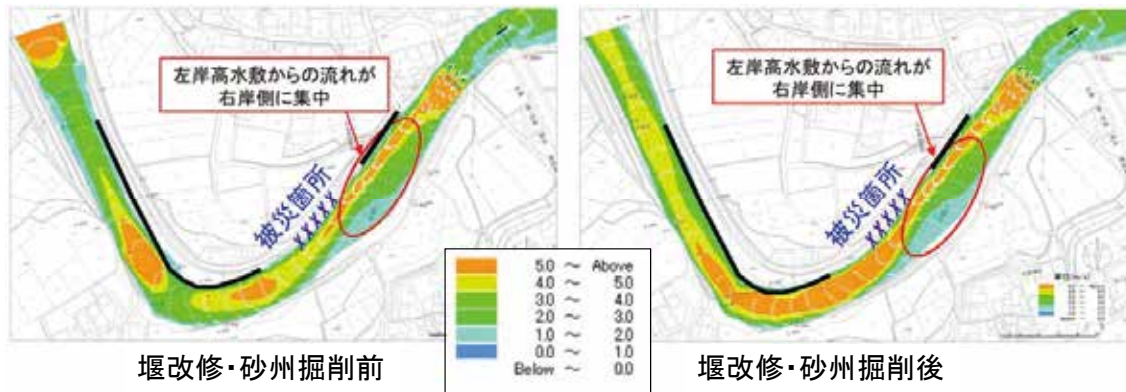 左岸高水敷からの流れが
右岸側に集中
被災箇所
xxxxx
左岸高水敷からの流れが
右岸側に集中
被災箇所
xxxxx
5.0 ～ Above
4.0 ～ 5.0
3.0 ～ 4.0
2.0 ～ 3.0
1.0 ～ 2.0
0.0 ～ 1.0
Below ～ 0.0
堰改修・砂州掘削前
堰改修・砂州掘削後